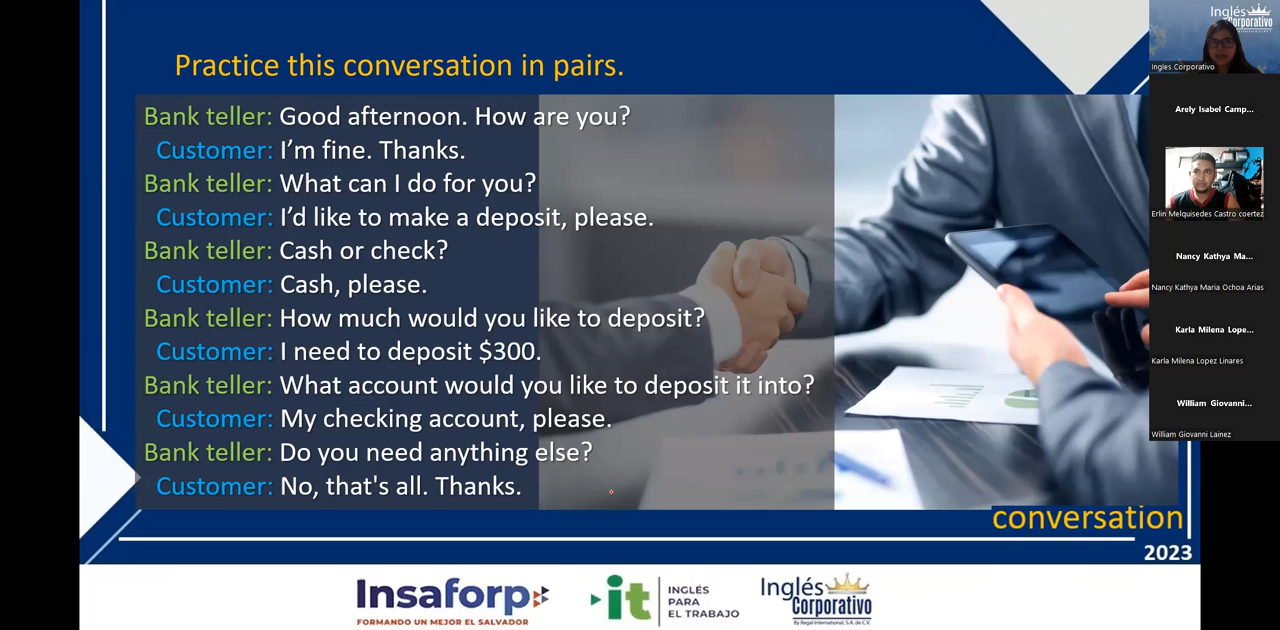 Practice this conversation in pairs.
Bank teller: Good afternoon. How are you?
Customer: I'm fine. Thanks.
Bank teller: What can I do for you?
Customer: I'd like to make a deposit, please.
Bank teller: Cash or check?
Customer: Cash, please.
Bank teller: How much would you like to deposit?
Customer: I need to deposit $300.
Bank teller: What account would you like to deposit it into?
Customer: My checking account, please.
Bank teller: Do you need anything else?
Customer: No, that's all. Thanks.
conversation
2023
Insaforp
FORMANDO UN MEJOR EL SALVADOR
it
INGLÉS
PARA
EL TRABAJO
Inglés
Corporativo
By Regal International, S.A. de C.V.
Inglés
Corporativo
Ingles Corporativo
Arely Isabel Camp...
Erlin Melquisedes Castro coertez
Nancy Kathya Ma...
Nancy Kathya Maria Ochoa Arias
Karla Milena Lope...
Karla Milena Lopez Linares
William Giovanni...
William Giovanni Lainez